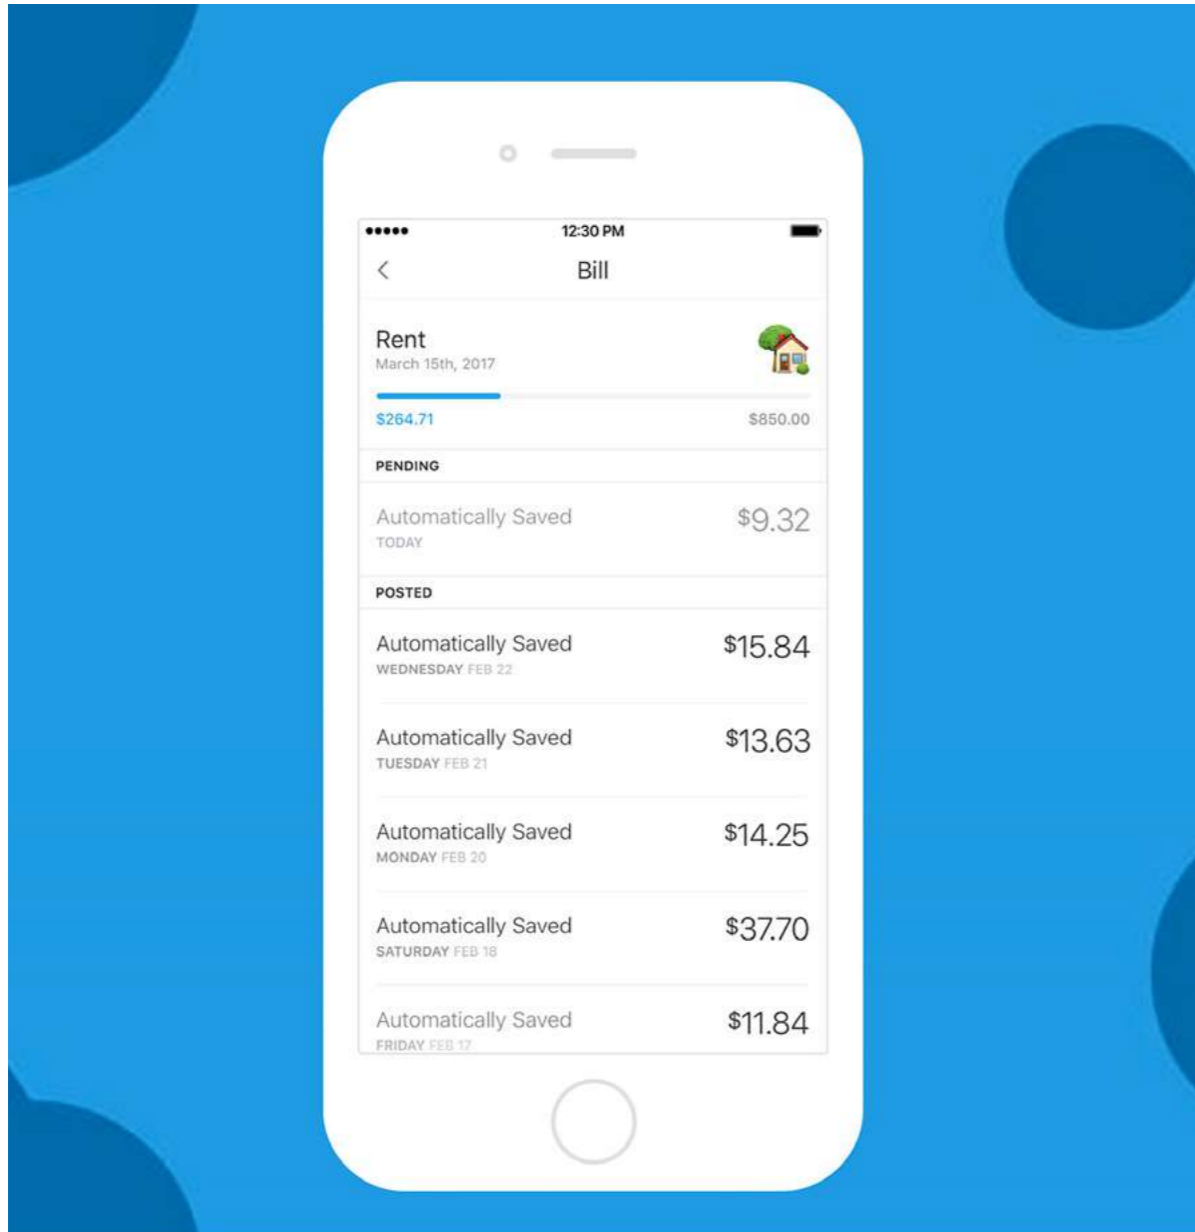 12:30 PM
Bill
Rent
March 15th, 2017
$264.71 $850.00
PENDING
Automatically Saved $9.32
TODAY
POSTED
Automatically Saved $15.84
WEDNESDAY FEB 22
Automatically Saved $13.63
TUESDAY FEB 21
Automatically Saved $14.25
MONDAY FEB 20
Automatically Saved $37.70
SATURDAY FEB 18
Automatically Saved $11.84
FRIDAY FEB 17